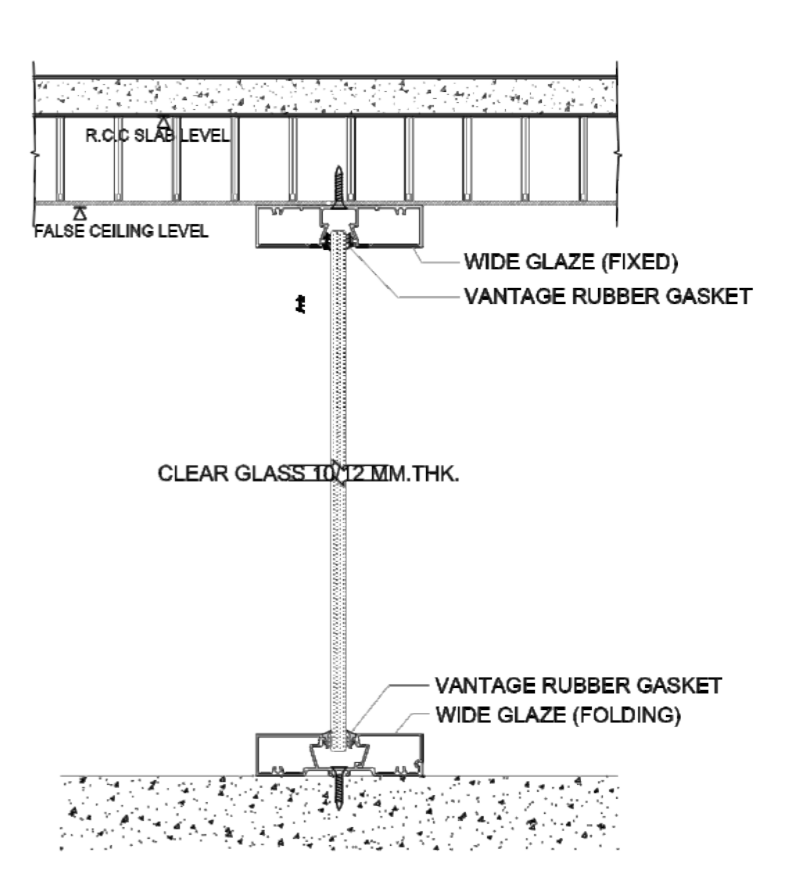 R.C.C SLAB LEVEL
FALSE CEILING LEVEL
WIDE GLAZE (FIXED)
VANTAGE RUBBER GASKET
CLEAR GLASS 10/12 MM.THK.
VANTAGE RUBBER GASKET
WIDE GLAZE (FOLDING)